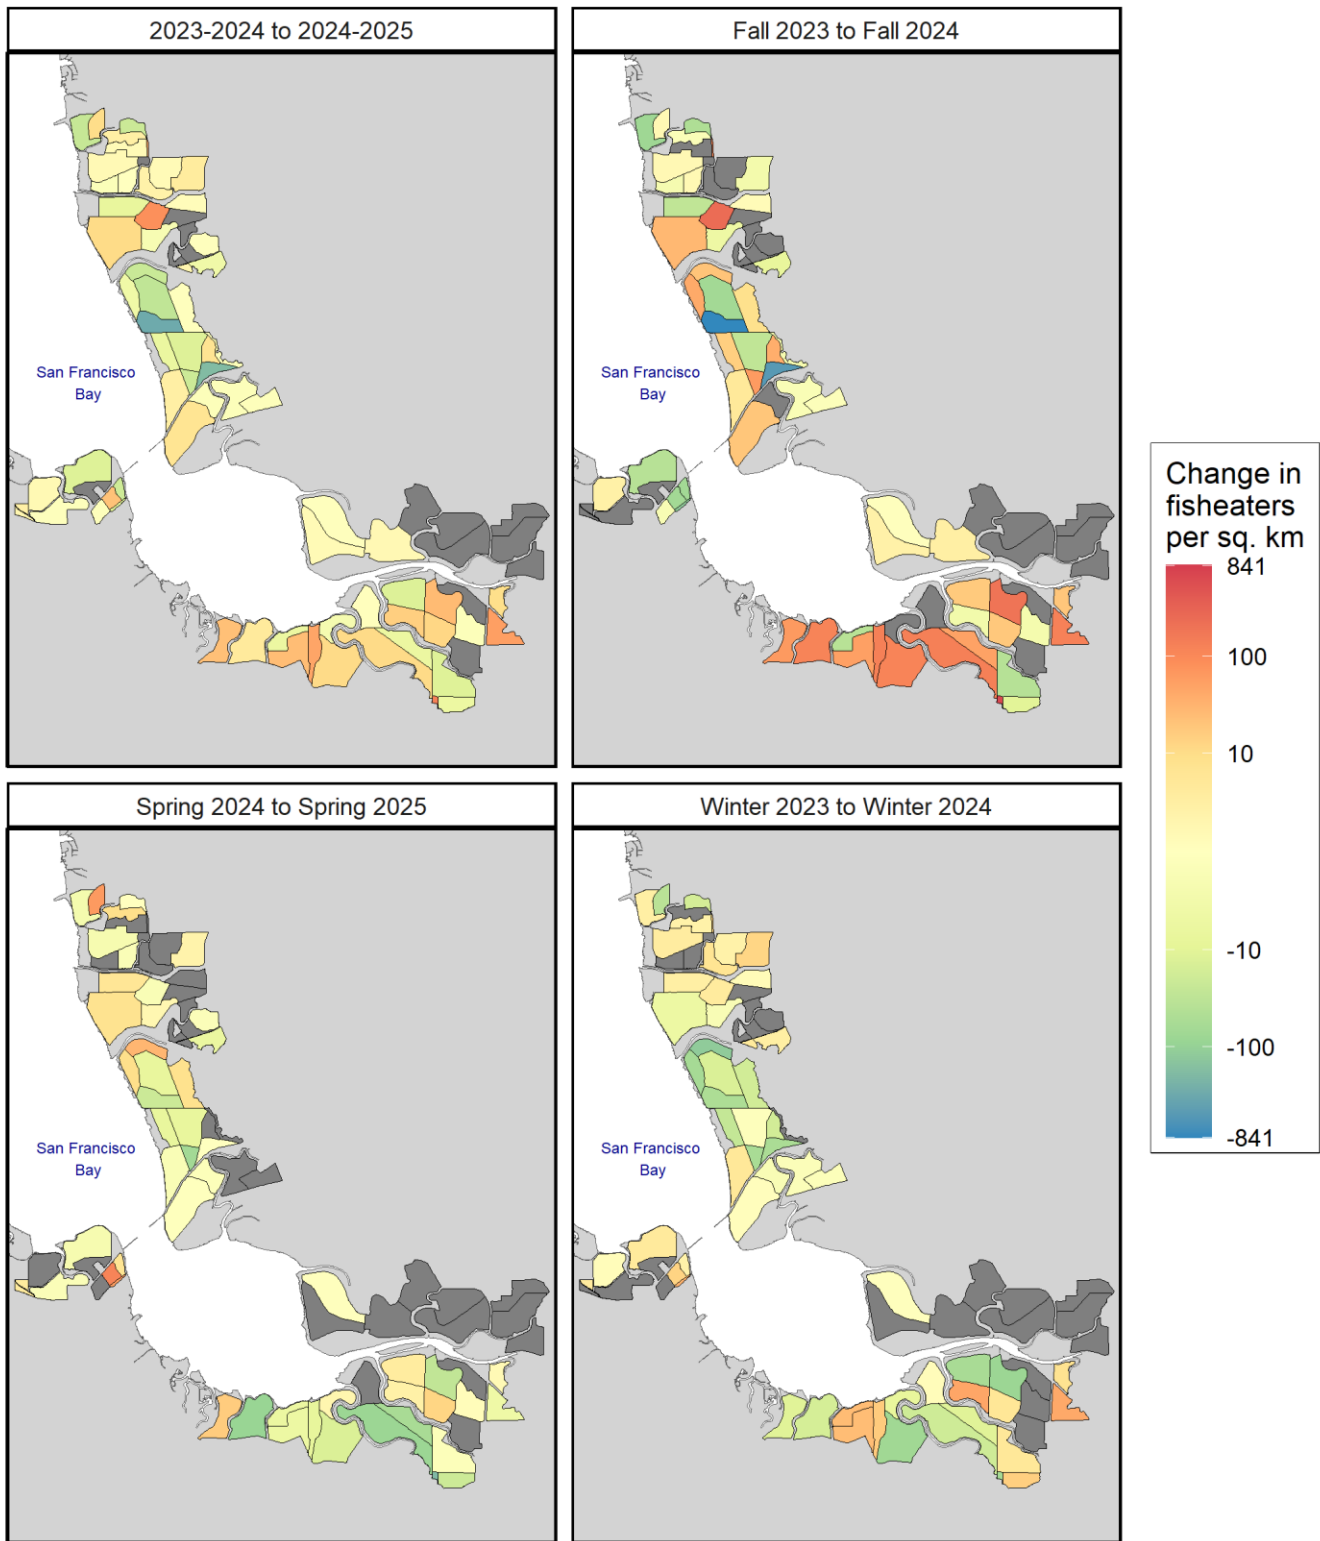 2023-2024 to 2024-2025
Fall 2023 to Fall 2024
San Francisco
Bay
San Francisco
Bay
Spring 2024 to Spring 2025
Winter 2023 to Winter 2024
San Francisco
Bay
San Francisco
Bay
Change in
fisheaters
per sq. km
841
100
10
-10
-100
-841